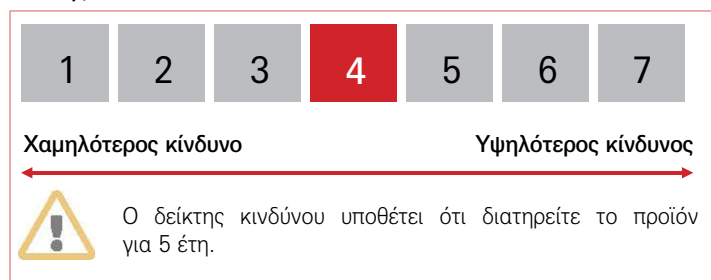 1 2 3 4 5 6 7
Χαμηλότερος κίνδυνο Υψηλότερος κίνδυνος
Ο δείκτης κινδύνου υποθέτει ότι διατηρείτε το προϊόν
για 5 έτη.